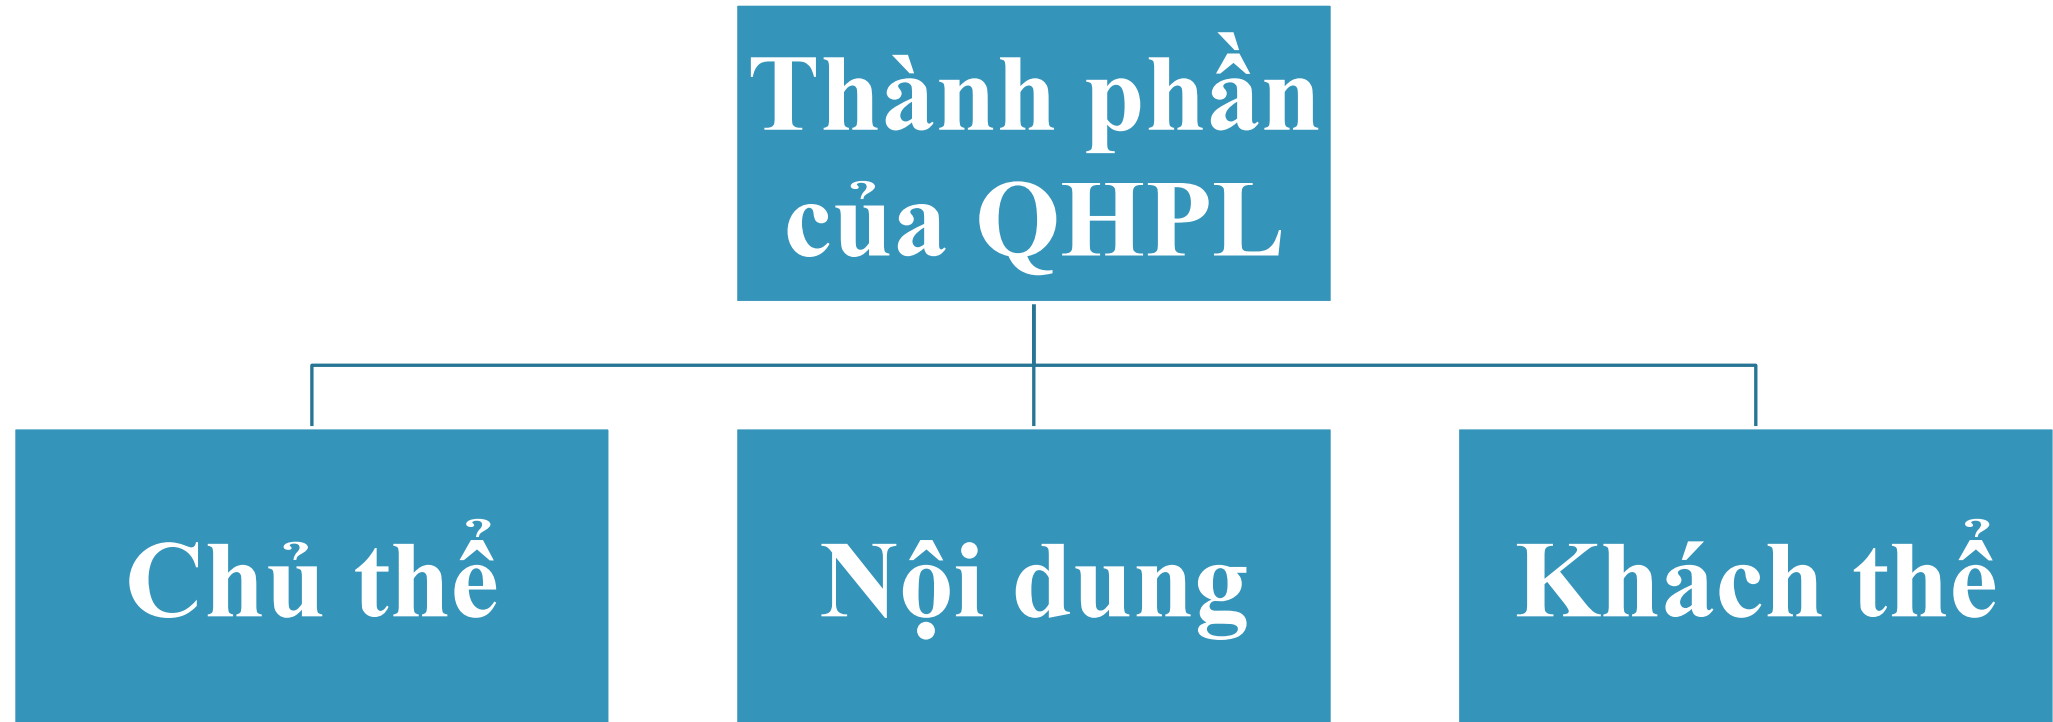 Thành phần
của QHPL
Chủ thể
Nội dung
Khách thể